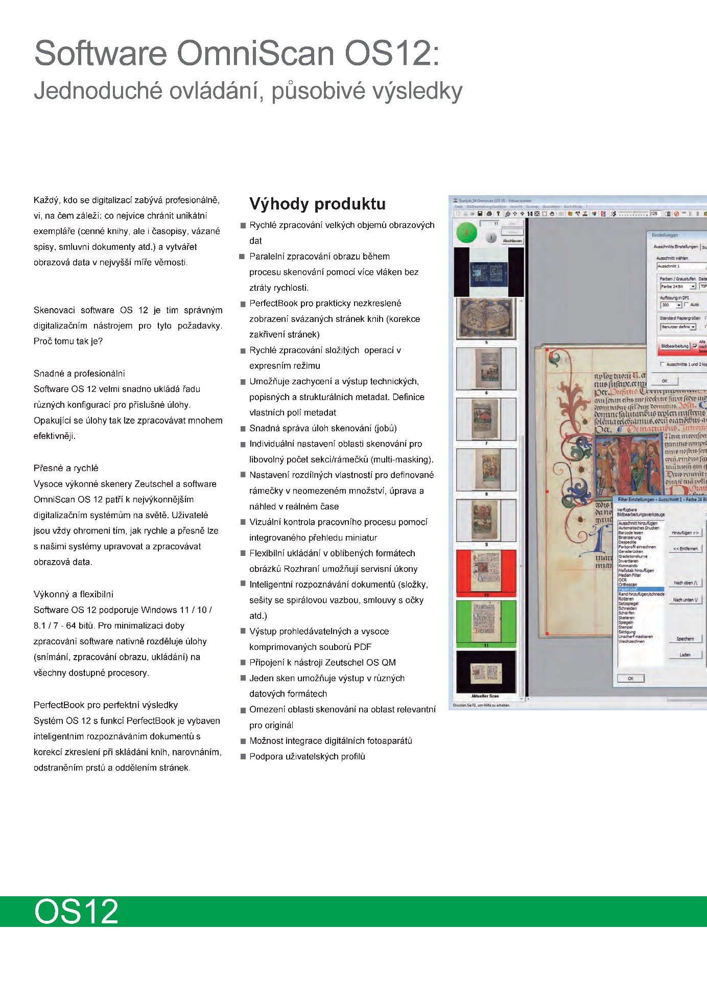 Software OmniScan OS12:
Jednoduché ovládání, působivé výsledky
Každý, kdo se digitalizací zabývá profesionálně,
ví, na čem záleží: co nejvíce chránit unikátní
exempláře (cenné knihy, ale i časopisy, vázané
spisy, smluvní dokumenty atd.) a vytvářet
obrazová data v nejvyšší míře věrnosti.
Skenovací software OS 12 je tím správným
digitalizačním nástrojem pro tyto požadavky.
Proč tomu tak je?
Snadné a profesionální
Software OS 12 velmi snadno ukládá řadu
různých konfigurací pro příslušné úlohy.
Opakující se úlohy tak lze zpracovávat mnohem
efektivněji.
Přesné a rychlé
Vysoce výkonné skenery Zeutschel a software
OmniScan OS 12 patří k nejvýkonnějším
digitalizačním systémům na světě. Uživatelé
jsou vždy ohromeni tím, jak rychle a přesně lze
s našimi systémy upravovat a zpracovávat
obrazová data.
Výkonný a flexibilní
Software OS 12 podporuje Windows 11 / 10 /
8.1 / 7 - 64 bitů. Pro minimalizaci doby
zpracování software nativně rozděluje úlohy
(snímání, zpracování obrazu, ukládání) na
všechny dostupné procesory.
PerfectBook pro perfektní výsledky
Systém OS 12 s funkcí PerfectBook je vybaven
inteligentním rozpoznáváním dokumentů s
korekcí zkreslení při skládání knih, narovnáním,
odstraněním prstů a oddělením stránek.
Výhody produktu
Rychlé zpracování velkých objemů obrazových
dat
Paralelní zpracování obrazu během
procesu skenování pomocí více vláken bez
ztráty rychlosti.
PerfectBook pro prakticky nezkreslené
zobrazení svázaných stránek knih (korekce
zakřivení stránek)
Rychlé zpracování složitých operací v
expresním režimu
Umožňuje zachycení a výstup technických,
popisných a strukturálních metadat. Definice
vlastních polí metadat
Snadná správa úloh skenování (jobů)
Individuální nastavení oblasti skenování pro
libovolný počet sekcí/rámečků (multi-masking).
Nastavení rozdílných vlastností pro definované
rámečky v neomezeném množství, úprava a
náhled v reálném čase
Vizuální kontrola pracovního procesu pomocí
integrovaného přehledu miniatur
Flexibilní ukládání v oblíbených formátech
obrázků Rozhraní umožňují servisní úkony
Inteligentní rozpoznávání dokumentů (složky,
sešity se spirálovou vazbou, smlouvy s očky
atd.)
Výstup prohledávatelných a vysoce
komprimovaných souborů PDF
Připojení k nástroji Zeutschel OS QM
Jeden sken umožňuje výstup v různých
datových formátech
Omezení oblasti skenování na oblast relevantní
pro originál
Možnost integrace digitálních fotoaparátů
Podpora uživatelských profilů
11
Abschliessen
5
6
7
8
9
10
11
Aktueller Scan
Drücken Sie F1, um Hilfe zu erhalten.
126
Einstellungen
Ausschnitts Einstellungen
Ausschnitt wählen
Ausschnitt 1
Farben / Graustufen
Farbe 24 Bit
Auflösung in DPI
300
Auto
Standard Papiergrößen
Bildbearbeitung
Alle
OK
Filter Einstellungen - Ausschnitt 1 - Farbe 24
Verfügbare
Bildbearbeitungswerkzeuge
Ausschnitt hinzufügen
Automatisches Drucken
Barcode lesen
Binarisierung
Despeckle
Farbprofil einrechnen
Geraderücken
Gradationskurve
Invertieren
Kommando
Maßstab hinzufügen
Median Filter
OCR
Orthoscan
Papierweiß
Rand hinzufügen/schneide
Rotieren
Satzspiegel
Schneiden
Schärfen
Skalieren
Spiegeln
Stempel
Sättigung
Unscharf maskieren
Weichzeichnen
Hinzufügen >>
<< Entfernen
Nach oben /\
Nach unten \/
Speichern
Laden
OK
OS12